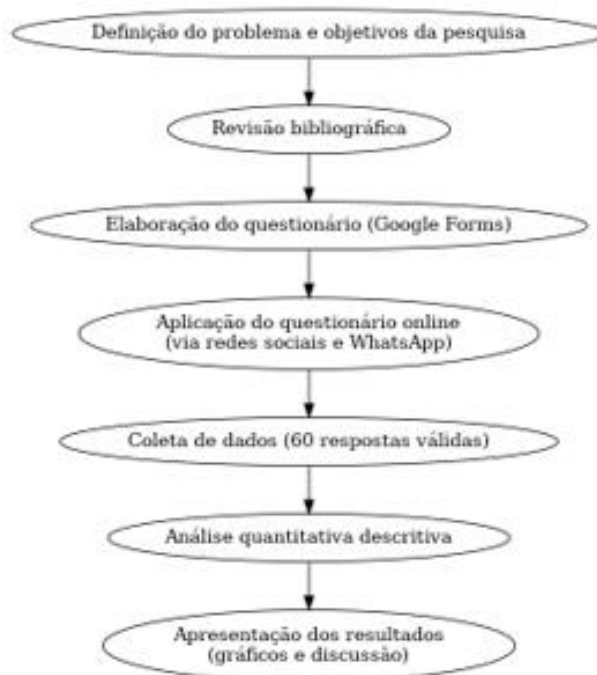 Definição do problema e objetivos da pesquisa
Revisão bibliográfica
Elaboração do questionário (Google Forms)
Aplicação do questionário online
(via redes sociais e WhatsApp)
Coleta de dados (60 respostas válidas)
Análise quantitativa descritiva
Apresentação dos resultados
(gráficos e discussão)